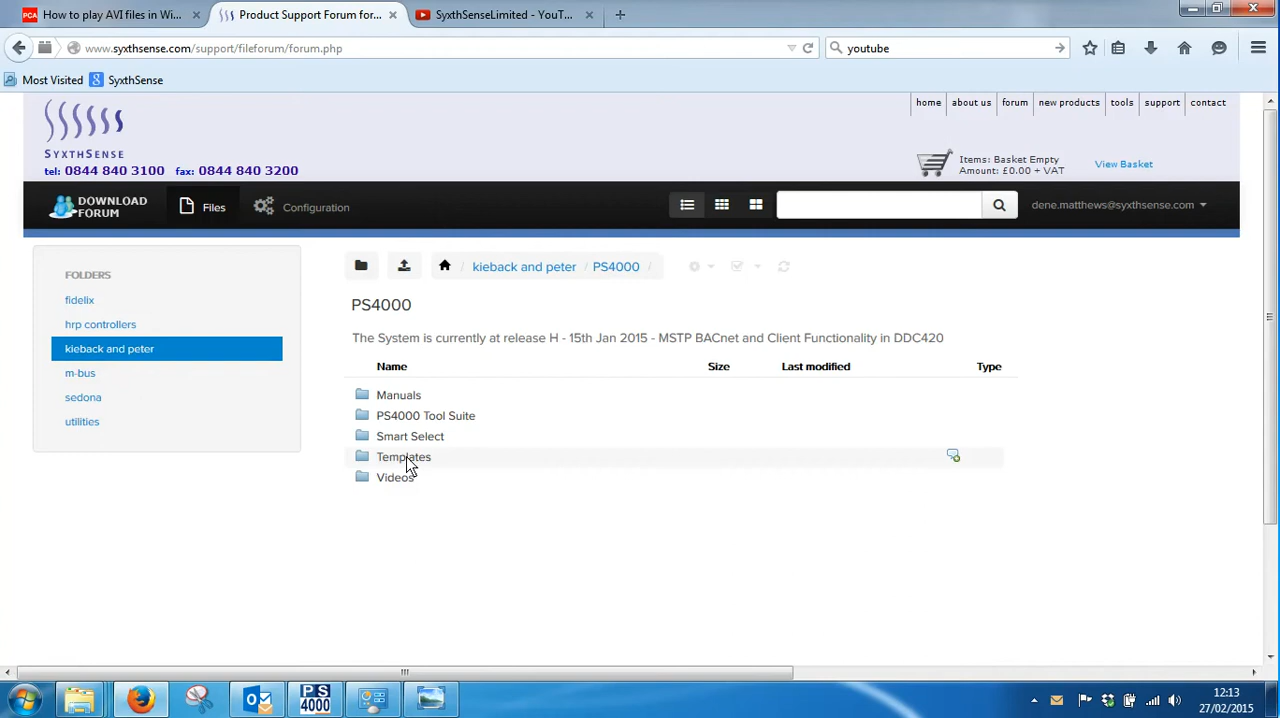 How to play AVI files in Wi...
Product Support Forum for...
SyxthSenseLimited - YouT...
www.syxthsense.com/support/fileforum/forum.php
youtube
Most Visited
SyxthSense
home
about us
forum
new products
tools
support
contact
SYXTHSENSE
tel: 0844 840 3100 fax: 0844 840 3200
Items: Basket Empty
Amount: £0.00 + VAT
View Basket
DOWNLOAD
FORUM
Files
Configuration
dene.matthews@syxthsense.com
FOLDERS
fidelix
hrp controllers
kieback and peter
m-bus
sedona
utilities
/ kieback and peter / PS4000 /
PS4000
The System is currently at release H - 15th Jan 2015 - MSTP BACnet and Client Functionality in DDC420
Name Size Last modified Type
Manuals
PS4000 Tool Suite
Smart Select
Templates
Videos
PS
4000
12:13
27/02/2015